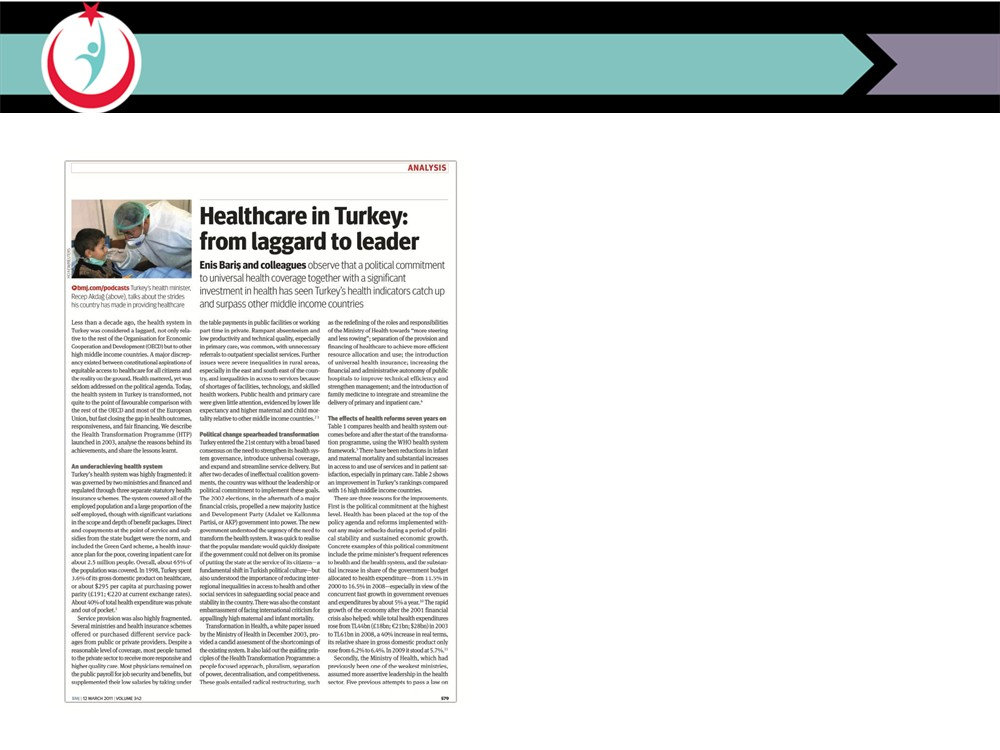 ANALYSIS
Healthcare in Turkey:
from laggard to leader
Enis Barış and colleagues observe that a political commitment
to universal health coverage together with a significant
investment in health has seen Turkey's health indicators catch up
and surpass other middle income countries
bmj.com/podcasts Turkey's health minister,
Recep Akdağ (above), talks about the strides
his country has made in providing healthcare
Less than a decade ago, the health system in
Turkey was considered a laggard, not only rela-
tive to the rest of the Organisation for Economic
Cooperation and Development (OECD) but to other
high middle income countries. A major discrep-
ancy existed between constitutional aspirations of
equitable access to healthcare for all citizens and
the reality on the ground. Health mattered, yet was
seldom addressed on the political agenda. Today,
the health system in Turkey is transformed, not
quite to the point of favourable comparison with
the rest of the OECD and most of the European
Union, but fast closing the gap in health outcomes,
responsiveness, and fair financing. We describe
the Health Transformation Programme (HTP)
launched in 2003, analyse the reasons behind its
achievements, and share the lessons learnt.
An underachieving health system
Turkey's health system was highly fragmented: it
was governed by two ministries and financed and
regulated through three separate statutory health
insurance schemes. The system covered all of the
employed population and a large proportion of the
self employed, though with significant variations
in the scope and depth of benefit packages. Direct
and copayments at the point of service and sub-
sidies from the state budget were the norm, and
included the Green Card scheme, a health insur-
ance plan for the poor, covering inpatient care for
about 2.5 million people. Overall, about 65% of
the population was covered. In 1998, Turkey spent
3.6% of its gross domestic product on healthcare,
or about $295 per capita at purchasing power
parity (£191; €220 at current exchange rates).
About 40% of total health expenditure was private
and out of pocket.¹
Service provision was also highly fragmented.
Several ministries and health insurance schemes
offered or purchased different service pack-
ages from public or private providers. Despite a
reasonable level of coverage, most people turned
to the private sector to receive more responsive and
higher quality care. Most physicians remained on
the public payroll for job security and benefits, but
supplemented their low salaries by taking under
the table payments in public facilities or working
part time in private. Rampant absenteeism and
low productivity and technical quality, especially
in primary care, was common, with unnecessary
referrals to outpatient specialist services. Further
issues were severe inequalities in rural areas,
especially in the east and south east of the coun-
try, and inequalities in access to services because
of shortages of facilities, technology, and skilled
health workers. Public health and primary care
were given little attention, evidenced by lower life
expectancy and higher maternal and child mor-
tality relative to other middle income countries.
Political change spearheaded transformation
Turkey entered the 21st century with a broad based
consensus on the need to strengthen its health sys-
tem governance, introduce universal coverage,
and expand and streamline service delivery. But
after two decades of ineffectual coalition govern-
ments, the country was without the leadership or
political commitment to implement these goals.
The 2002 elections, in the aftermath of a major
financial crisis, propelled a new majority Justice
and Development Party (Adalet ve Kalkınma
Partisi, or AKP) government into power. The new
government understood the urgency of the need to
transform the health system. It was quick to realise
that the popular mandate would quickly dissipate
if the government could not deliver on its promise
of putting the state at the service of its citizens—a
fundamental shift in Turkish political culture—but
also understood the importance of reducing inter-
regional inequalities in access to health and other
social services in safeguarding social peace and
stability in the country. There was also the constant
embarrassment of facing international criticism for
appallingly high maternal and infant mortality.
Transformation in Health, a white paper issued
by the Ministry of Health in December 2003, pro-
vided a candid assessment of the shortcomings of
the existing system. It also laid out the guiding prin-
ciples of the Health Transformation Programme: a
people focused approach, pluralism, separation
of power, decentralisation, and competitiveness.
These goals entailed radical restructuring, such
as the redefining of the roles and responsibilities
of the Ministry of Health towards "more steering
and less rowing"; separation of the provision and
financing of healthcare to achieve more efficient
resource allocation and use; the introduction
of universal health insurance; increasing the
financial and administrative autonomy of public
hospitals to improve technical efficiency and
strengthen management; and the introduction of
family medicine to integrate and streamline the
delivery of primary and inpatient care.
The effects of health reforms seven years on
Table 1 compares health and health system out-
comes before and after the start of the transforma-
tion programme, using the WHO health system
framework. There have been reductions in infant
and maternal mortality and substantial increases
in access to and use of services and in patient sat-
isfaction, especially in primary care. Table 2 shows
an improvement in Turkey's rankings compared
with 16 high middle income countries.
There are three reasons for the improvements.
First is the political commitment at the highest
level. Health has been placed at the top of the
policy agenda and reforms implemented with-
out any major setbacks during a period of politi-
cal stability and sustained economic growth.
Concrete examples of this political commitment
include the prime minister's frequent references
to health and the health system, and the substan-
tial increase in share of the government budget
allocated to health expenditure—from 11.5% in
2000 to 16.5% in 2008—especially in view of the
concurrent fast growth in government revenues
and expenditures by about 5% a year. The rapid
growth of the economy after the 2001 financial
crisis also helped: while total health expenditures
rose from TL44bn (£18bn; €21bn; $28bn) in 2003
to TL61bn in 2008, a 40% increase in real terms,
its relative share in gross domestic product only
rose from 6.2% to 6.4%. In 2009 it stood at 5.7%.
Secondly, the Ministry of Health, which had
previously been one of the weakest ministries,
assumed more assertive leadership in the health
sector. Five previous attempts to pass a law on
BMJ | 12 MARCH 2011 | VOLUME 342
579